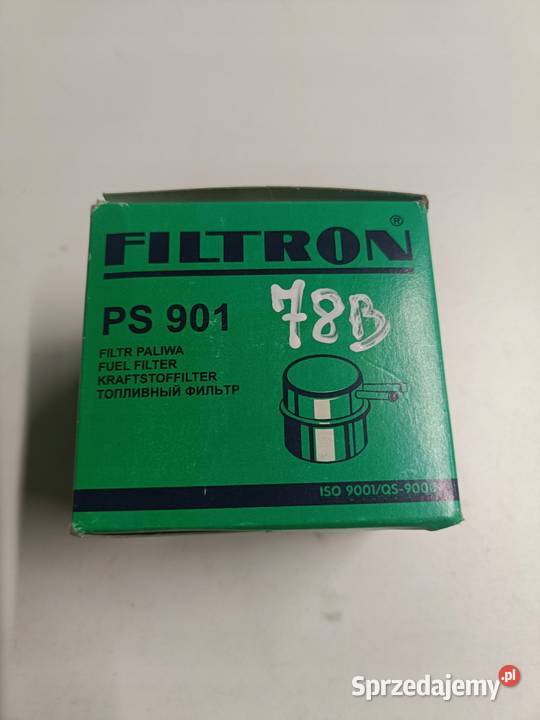 FILTRON®
PS 901
78B
FILTR PALIWA
FUEL FILTER
KRAFTSTOFFILTER
ТОПЛИВНЫЙ ФИЛЬТР
ISO 9001/QS-9000
Sprzedajemy.pl